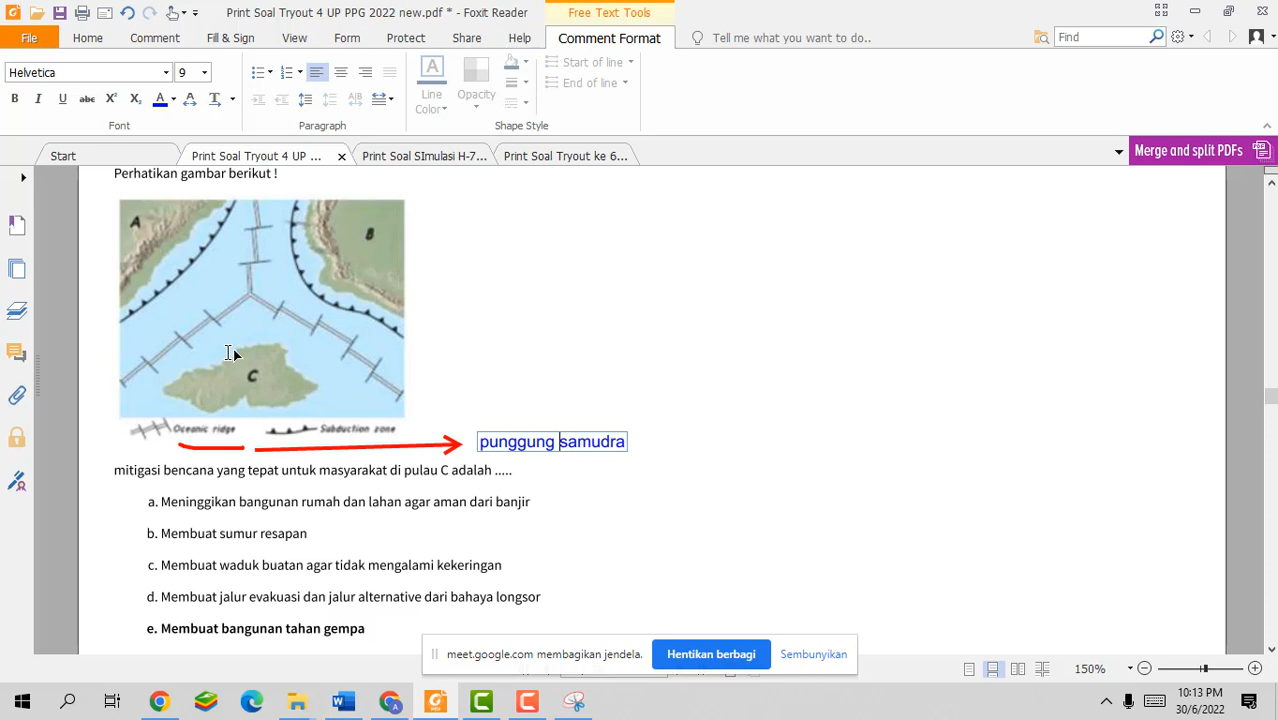 Print Soal Tryout 4 UP PPG 2022 new.pdf * - Foxit Reader
Free Text Tools
File Home Comment Fill & Sign View Form Protect Share Help Comment Format Tell me what you want to do... Find
Helvetica 9
Start of line
End of line
Line Color
Opacity
Font Paragraph Shape Style
Start Print Soal Tryout 4 UP ... Print Soal SImulasi H-7... Print Soal Tryout ke 6... Merge and split PDFs
Perhatikan gambar berikut !
A
B
C
Oceanic ridge Subduction zone
punggung samudra
mitigasi bencana yang tepat untuk masyarakat di pulau C adalah .....
a. Meninggikan bangunan rumah dan lahan agar aman dari banjir
b. Membuat sumur resapan
c. Membuat waduk buatan agar tidak mengalami kekeringan
d. Membuat jalur evakuasi dan jalur alternative dari bahaya longsor
e. Membuat bangunan tahan gempa
meet.google.com membagikan jendela. Hentikan berbagi Sembunyikan
150%
10:13 PM
30/6/2022